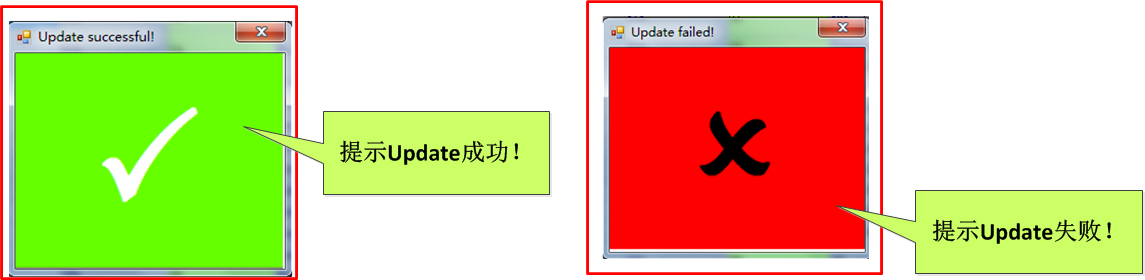 Update successful!
提示Update成功！
Update failed!
提示Update失败！